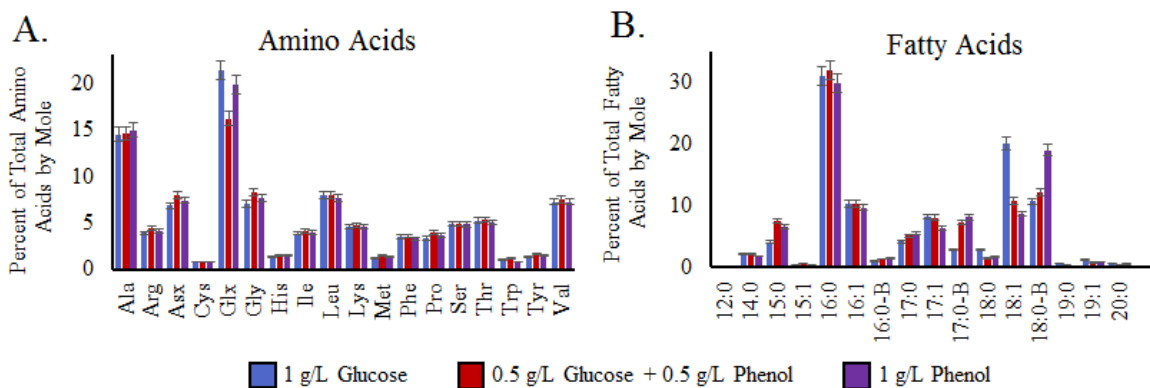 A.
Amino Acids
Percent of Total Amino
Acids by Mole
20
15
10
5
0
Ala
Arg
Asx
Cys
Glx
Gly
His
Ile
Leu
Lys
Met
Phe
Pro
Ser
Thr
Trp
Tyr
Val
B.
Fatty Acids
Percent of Total Fatty
Acids by Mole
30
20
10
0
12:0
14:0
15:0
15:1
16:0
16:1
16:0-B
17:0
17:1
17:0-B
18:0
18:1
18:0-B
19:0
19:1
20:0
1 g/L Glucose
0.5 g/L Glucose + 0.5 g/L Phenol
1 g/L Phenol